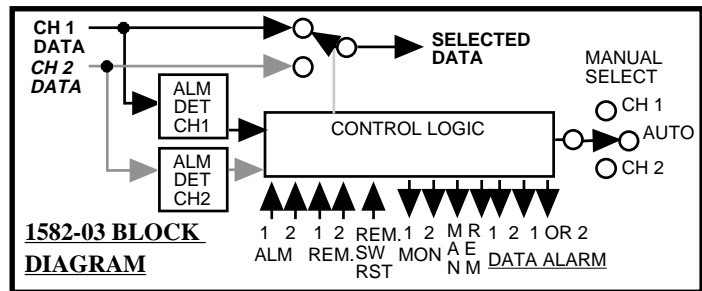 CH 1
DATA
CH 2
DATA
SELECTED
DATA
MANUAL
SELECT
CH 1
AUTO
CH 2
ALM
DET
CH1
CONTROL LOGIC
ALM
DET
CH2
1 2
ALM
1 2
REM.
REM.
SW
RST
1 2
MON
MAN
REM
1 2 1 OR 2
DATA ALARM
1582-03 BLOCK
DIAGRAM